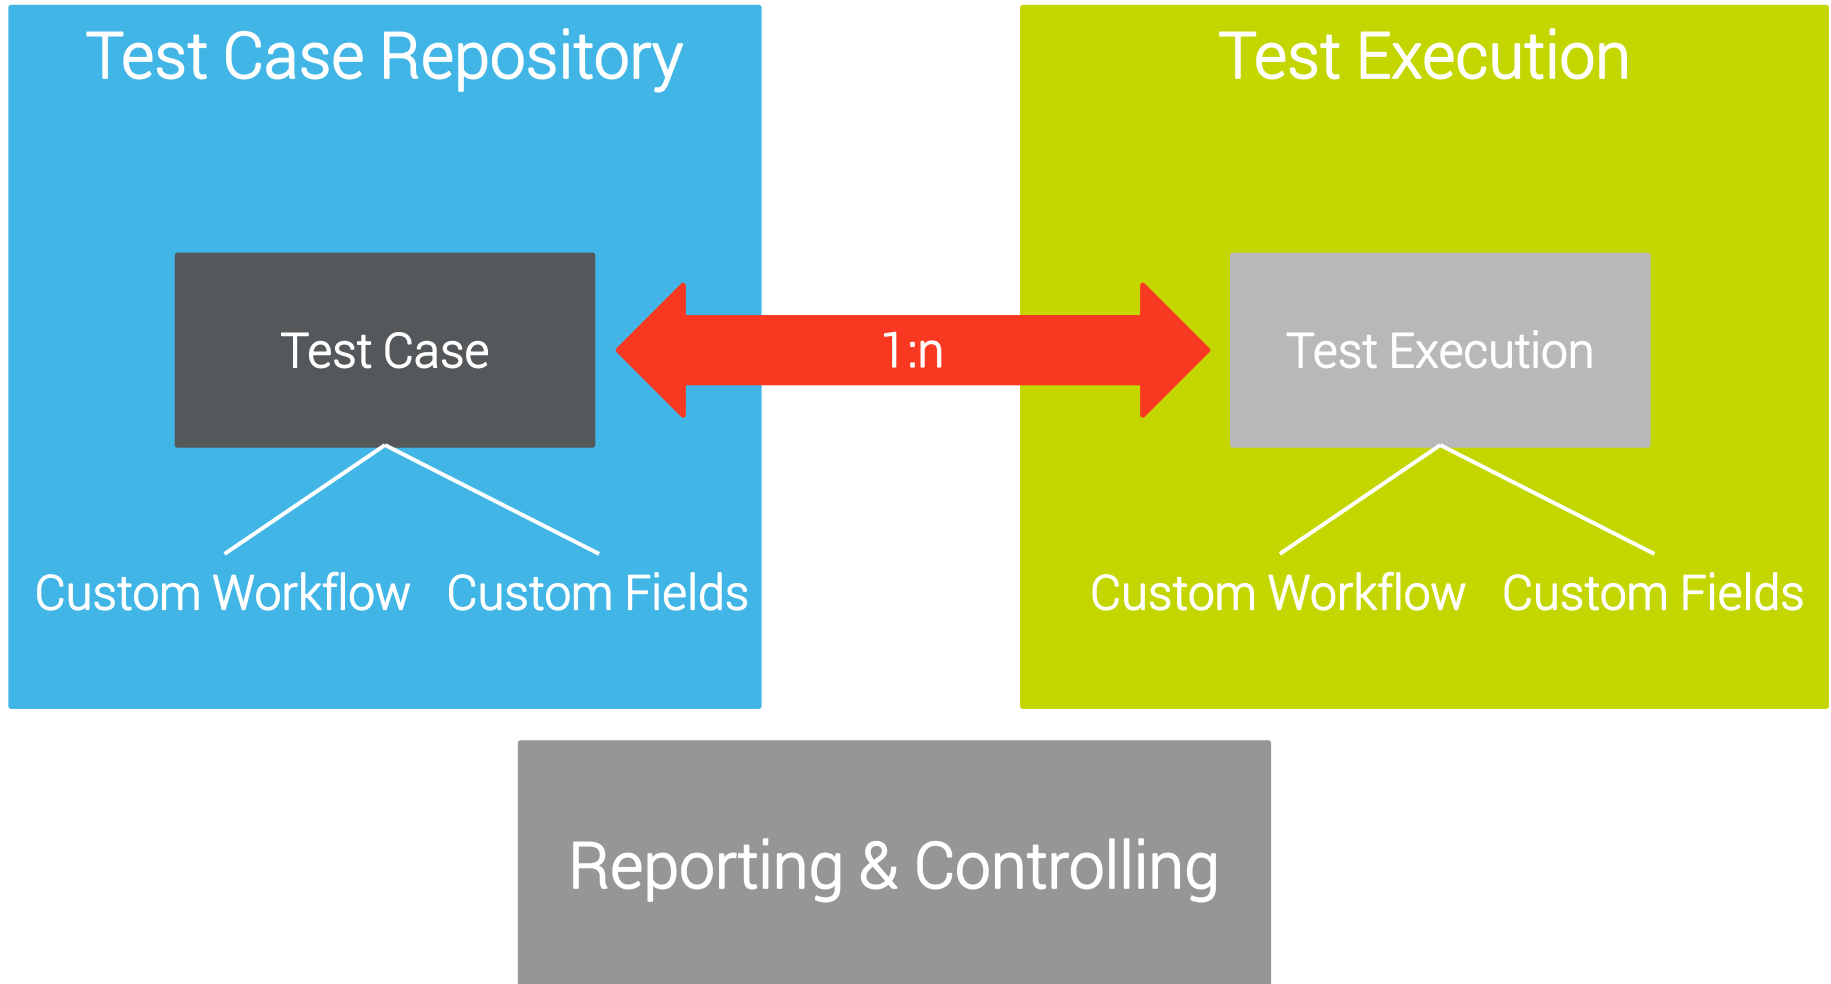 Test Case Repository
Test Execution
Test Case
1:n
Test Execution
Custom Workflow
Custom Fields
Custom Workflow
Custom Fields
Reporting & Controlling